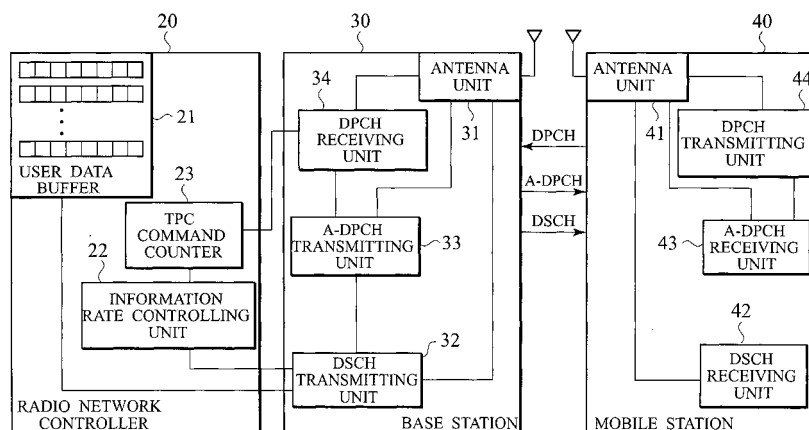 20
30
40
21
USER DATA
BUFFER
23
TPC
COMMAND
COUNTER
22
INFORMATION
RATE CONTROLLING
UNIT
RADIO NETWORK
CONTROLLER
ANTENNA
UNIT
31
34
DPCH
RECEIVING
UNIT
A-DPCH
TRANSMITTING
UNIT
33
DSCH
TRANSMITTING
UNIT
32
BASE STATION
DPCH
A-DPCH
DSCH
ANTENNA
UNIT
41
44
DPCH
TRANSMITTING
UNIT
A-DPCH
RECEIVING
UNIT
43
42
DSCH
RECEIVING
UNIT
MOBILE STATION